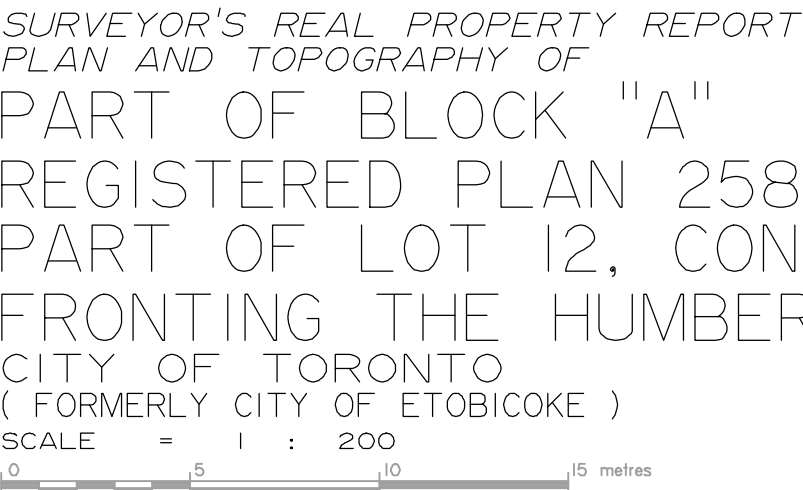 SURVEYOR'S REAL PROPERTY REPORT
PLAN AND TOPOGRAPHY OF
PART OF BLOCK "A"
REGISTERED PLAN 258
PART OF LOT 12, CON
FRONTING THE HUMBER
CITY OF TORONTO
( FORMERLY CITY OF ETOBICOKE )
SCALE = 1 : 200
0 5 10 15 metres